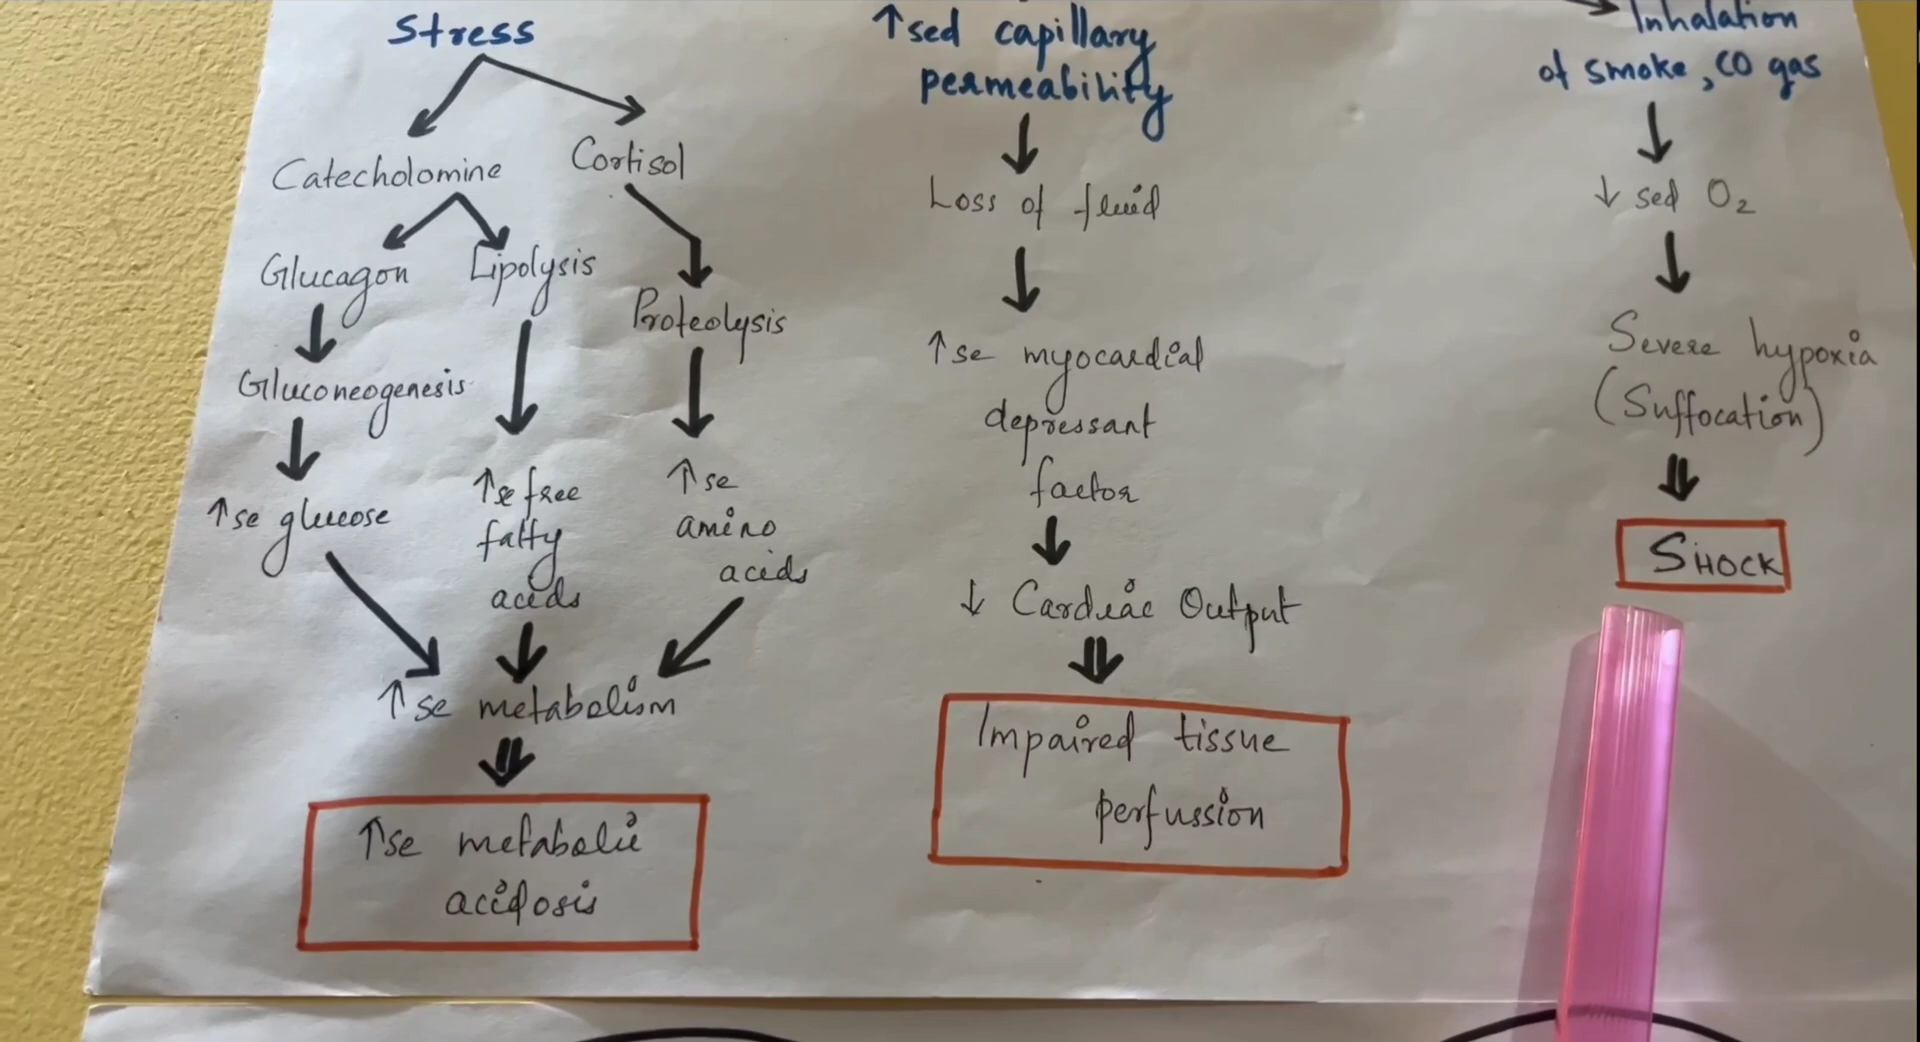 Stress
Catecholomine
Cortisol
Glucagon
Lipolysis
Proteolysis
Gluconeogenesis
↑se glucose
↑se free
fatty
acids
↑se
amino
acids
↑se metabolism
↑se metabolic
acidosis
↑sed capillary
permeability
Loss of fluid
↑se myocardial
depressant
factor
↓ Cardiac Output
Impaired tissue
perfussion
Inhalation
of smoke, CO gas
↓ sed O₂
Severe hypoxia
(Suffocation)
SHOCK